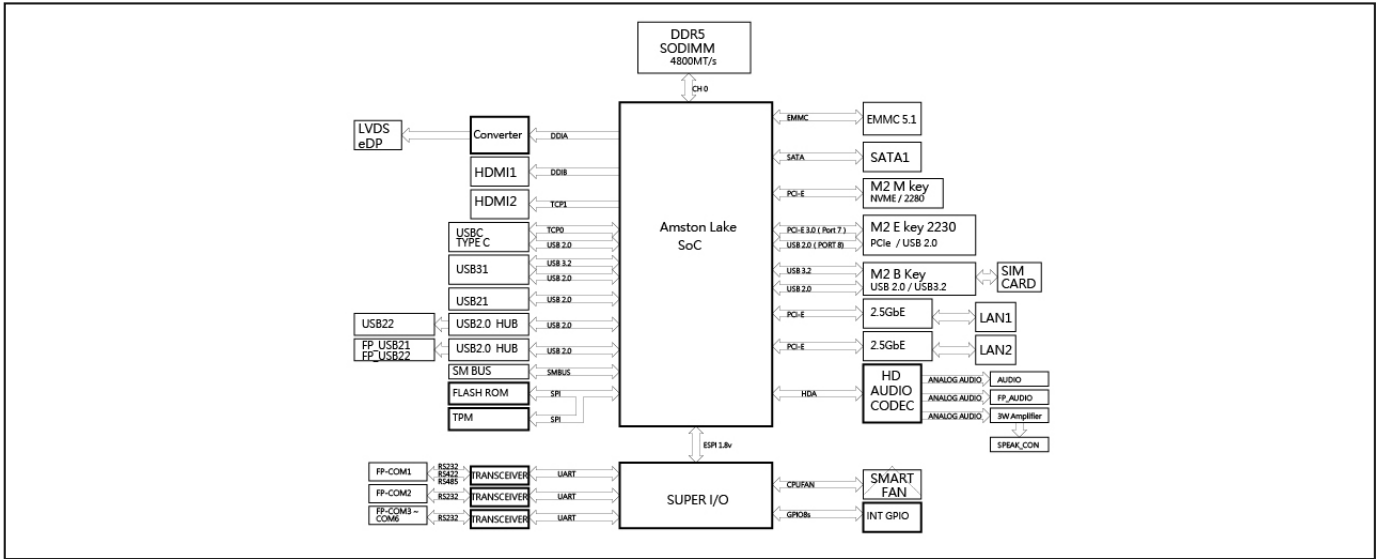 DDR5
SODIMM
4800MT/s
CH 0
LVDS
eDP
Converter
DDIA
HDMI1
DDIB
HDMI2
TCP1
USBC
TYPE C
TCP0
USB 2.0
USB31
USB 3.2
USB 2.0
USB21
USB 2.0
USB22
USB2.0 HUB
USB 2.0
FP_USB21
FP_USB22
USB2.0 HUB
USB 2.0
SM BUS
SMBUS
FLASH ROM
SPI
TPM
SPI
Amston Lake
SoC
EMMC
EMMC 5.1
SATA
SATA1
PCI-E
M2 M key
NVME / 2280
PCI-E 3.0 ( Port 7 )
USB 2.0 ( PORT 8)
M2 E key 2230
PCIe / USB 2.0
USB 3.2
USB 2.0
M2 B Key
USB 2.0 / USB3.2
SIM
CARD
PCI-E
2.5GbE
LAN1
PCI-E
2.5GbE
LAN2
HDA
HD
AUDIO
CODEC
ANALOG AUDIO
AUDIO
ANALOG AUDIO
FP_AUDIO
ANALOG AUDIO
3W Amplifier
SPEAK_CON
ESPI 1.8v
FP-COM1
RS232
RS422
RS485
TRANSCEIVER
UART
FP-COM2
RS232
TRANSCEIVER
UART
FP-COM3 ~
COM6
RS232
TRANSCEIVER
UART
SUPER I/O
CPUFAN
SMART
FAN
GPIO8s
INT GPIO